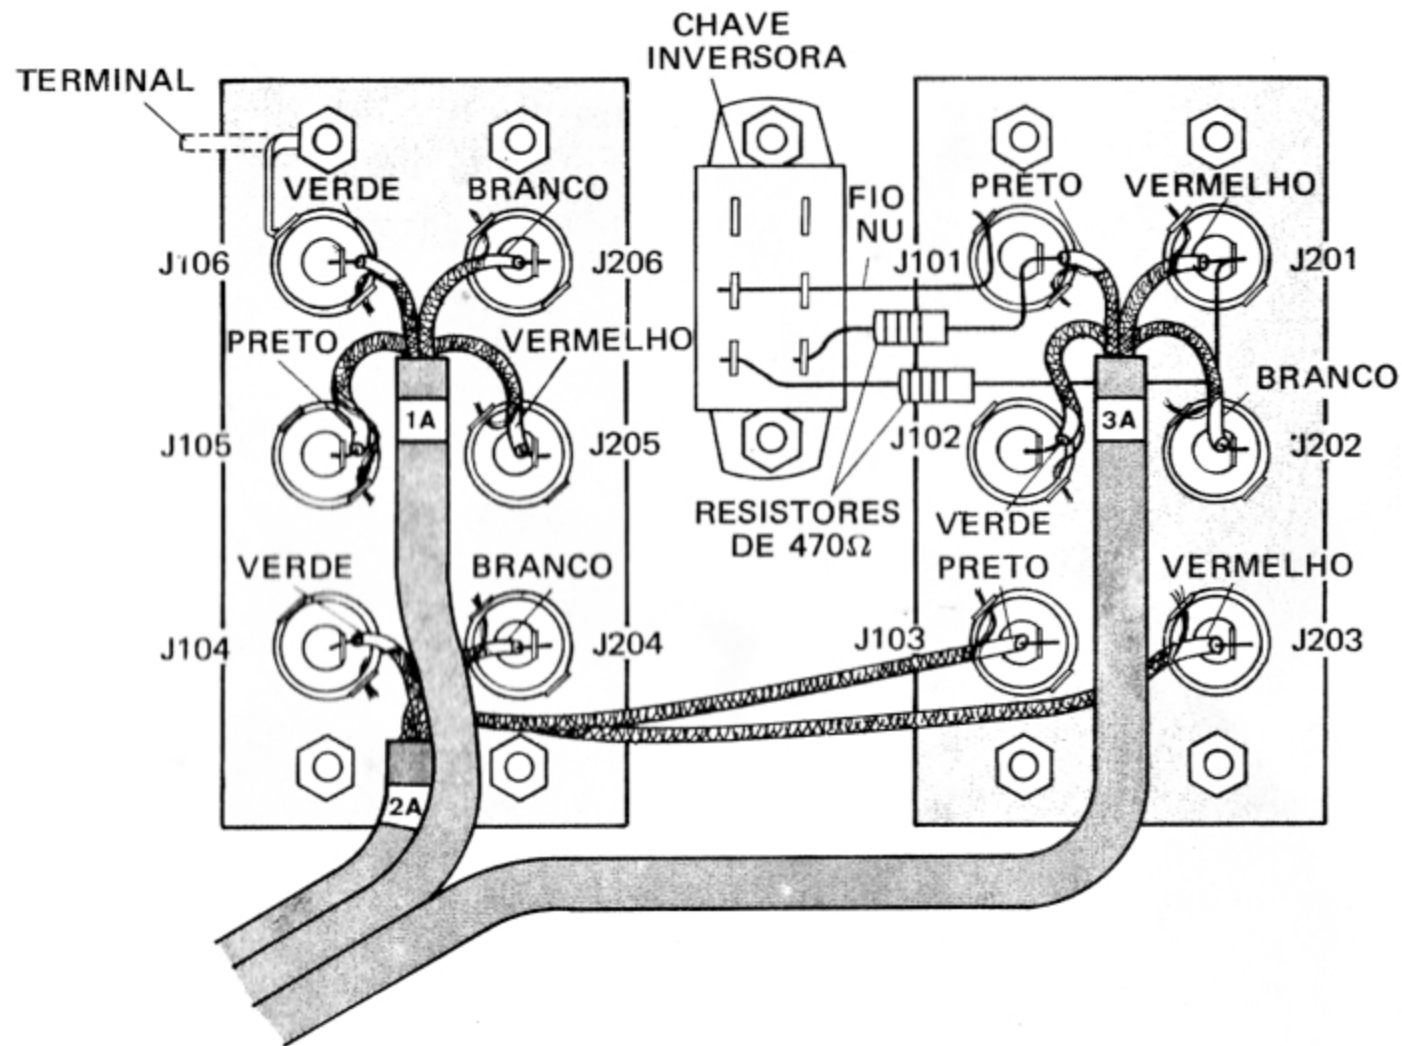 CHAVE
INVERSORA
TERMINAL
VERDE
BRANCO
FIO
NU
PRETO
VERMELHO
J106
J206
J101
J201
PRETO
VERMELHO
BRANCO
1A
3A
J105
J205
J102
J202
RESISTORES
DE 470Ω
VERDE
VERDE
BRANCO
PRETO
VERMELHO
J104
J204
J103
J203
2A